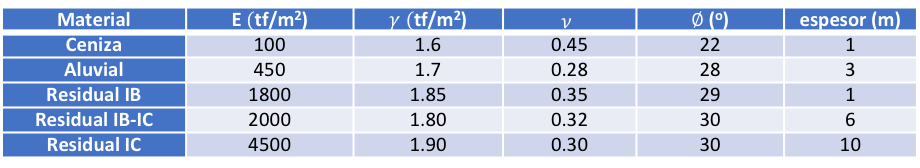 Material E (tf/m²) γ (tf/m²) ν Ø (º) espesor (m)
Ceniza 100 1.6 0.45 22 1
Aluvial 450 1.7 0.28 28 3
Residual IB 1800 1.85 0.35 29 1
Residual IB-IC 2000 1.80 0.32 30 6
Residual IC 4500 1.90 0.30 30 10